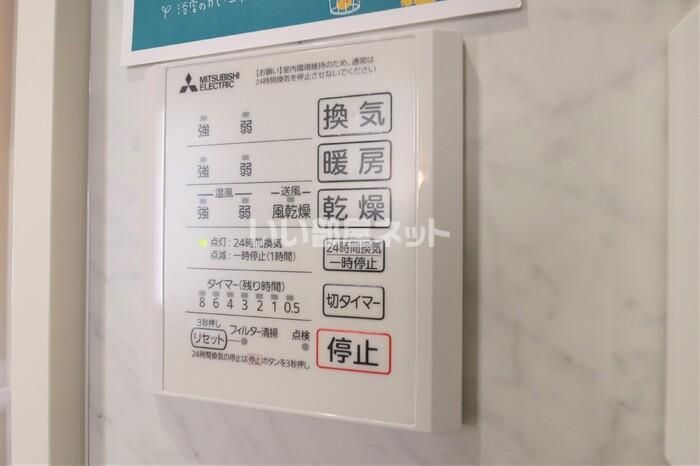 MITSUBISHI
ELECTRIC
【お願い】室内環境維持のため、通常は
24時間換気を停止させないでください
強 弱 換気
強 弱 暖房
温風 送風
強 弱 風乾燥 乾燥
いい部屋ネット
点灯：24時間換気
点滅：一時停止(1時間)
24時間換気
一時停止
タイマー(残り時間)
8 6 4 3 2 1 0.5
切タイマー
3秒押し
リセット フィルター清掃 点検
停止
24時間換気の停止は停止ボタンを3秒押し